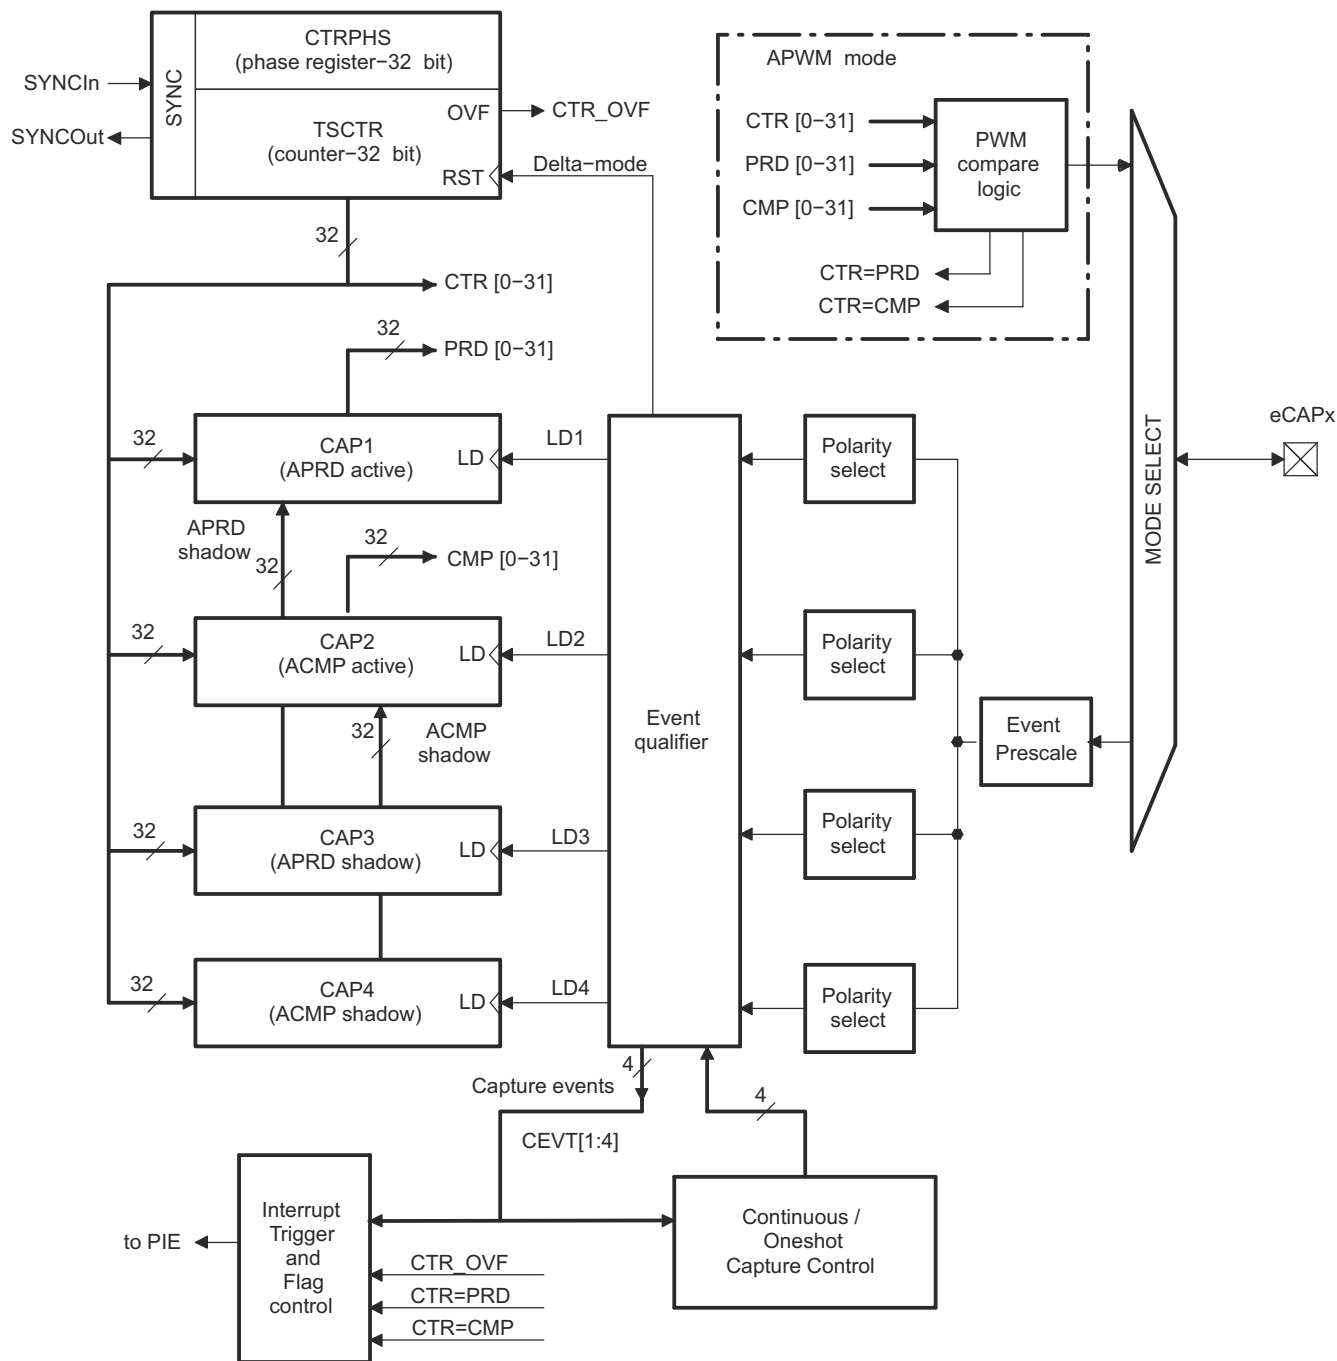 CTRPHS
(phase register−32 bit)
SYNC
SYNCIn
SYNCOut
TSCTR
(counter−32 bit)
OVF
CTR_OVF
RST
Delta−mode
32
CTR [0−31]
32
PRD [0−31]
APWM mode
CTR [0−31]
PRD [0−31]
CMP [0−31]
PWM
compare
logic
CTR=PRD
CTR=CMP
MODE SELECT
eCAPx
32
CAP1
(APRD active)
LD
LD1
Polarity
select
APRD
shadow
32
32
CMP [0−31]
32
CAP2
(ACMP active)
LD
LD2
Polarity
select
32
ACMP
shadow
Event
qualifier
Event
Prescale
32
CAP3
(APRD shadow)
LD
LD3
Polarity
select
32
CAP4
(ACMP shadow)
LD
LD4
Polarity
select
4
Capture events
CEVT[1:4]
4
Interrupt
Trigger
and
Flag
control
to PIE
CTR_OVF
CTR=PRD
CTR=CMP
Continuous /
Oneshot
Capture Control